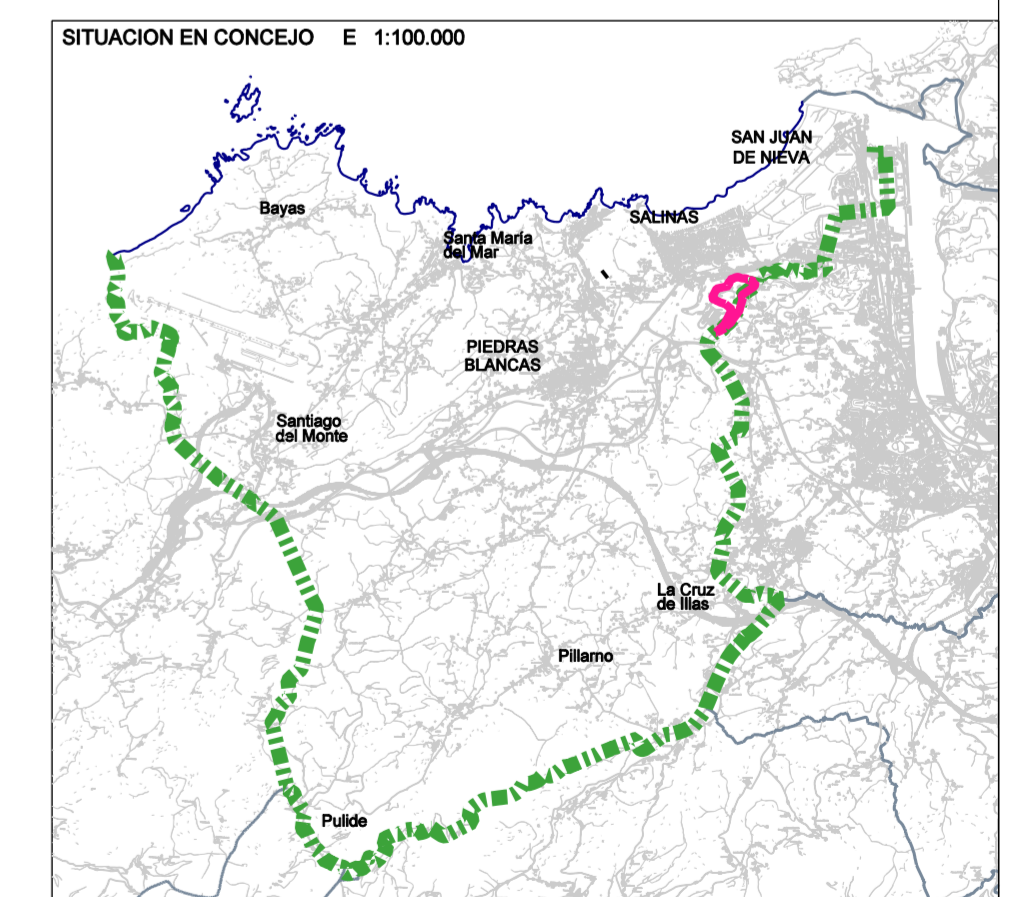 SITUACION EN CONCEJO E 1:100.000
SAN JUAN
DE NIEVA
Bayas
SALINAS
Santa María
del Mar
PIEDRAS
BLANCAS
Santiago
del Monte
La Cruz
de Illas
Pillarno
Pulide